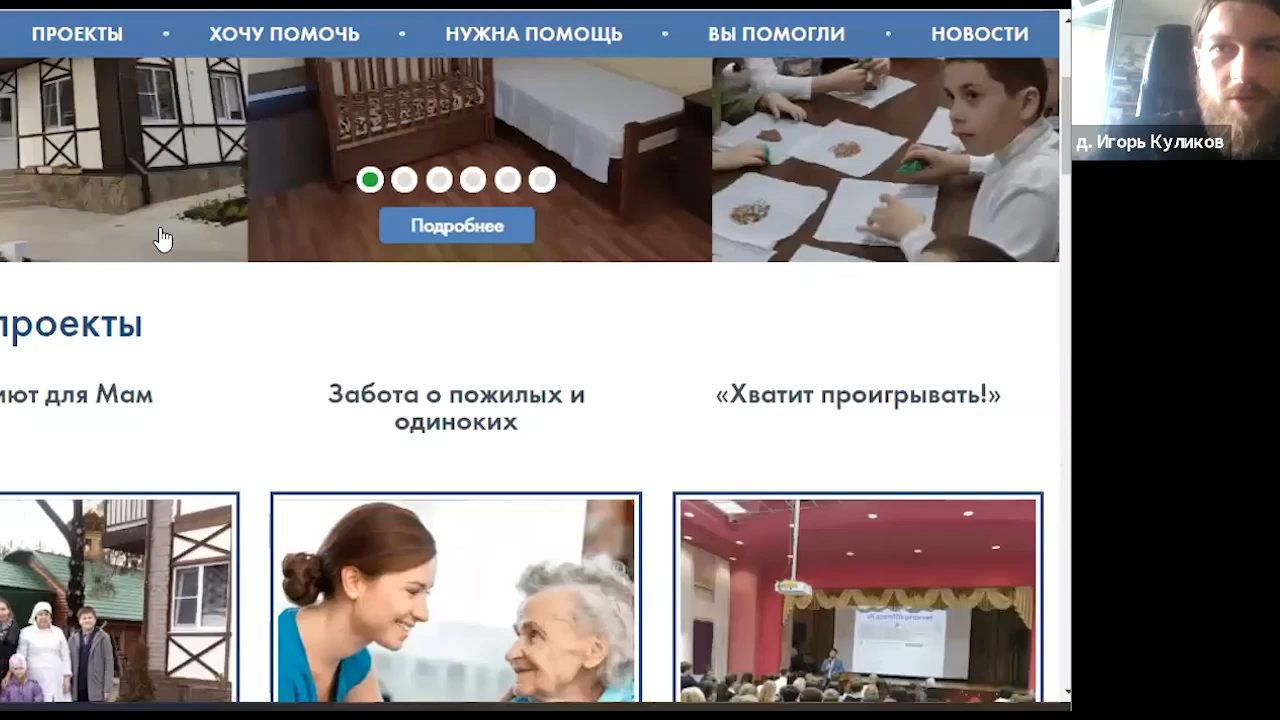 ПРОЕКТЫ • ХОЧУ ПОМОЧЬ • НУЖНА ПОМОЩЬ • ВЫ ПОМОГЛИ • НОВОСТИ
д. Игорь Куликов
Подробнее
проекты
для Мам
Забота о пожилых и
одиноких
«Хватит проигрывать!»